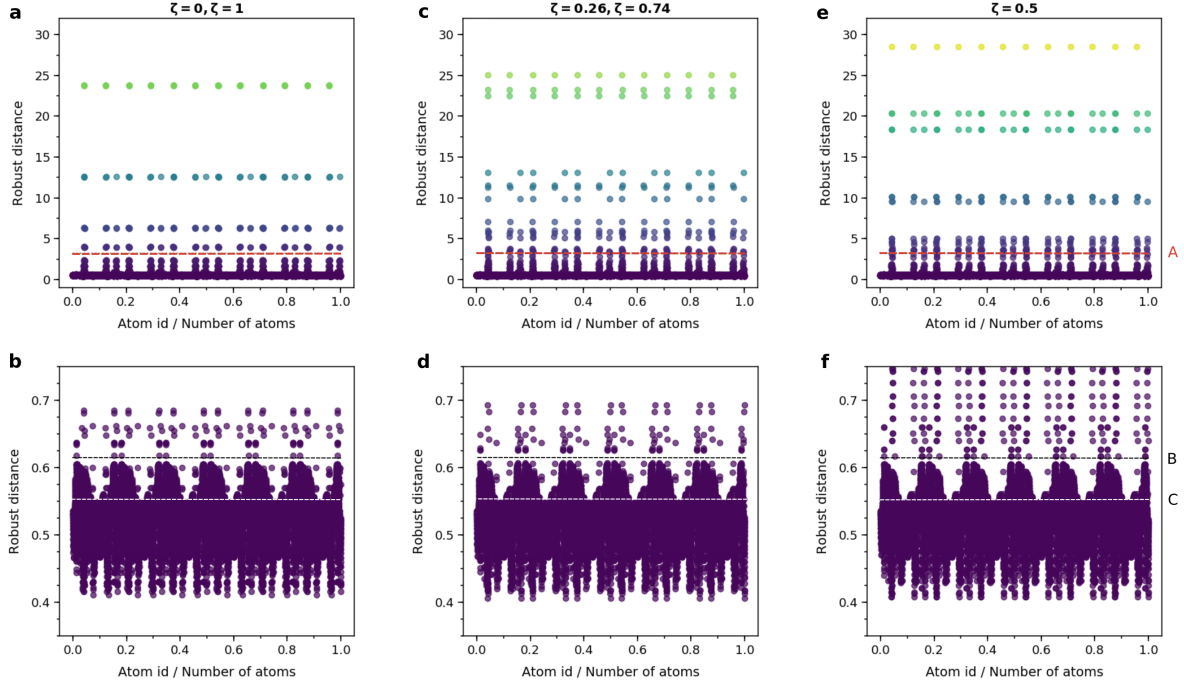 a
ζ = 0, ζ = 1
Robust distance
30
25
20
15
10
5
0
0.0 0.2 0.4 0.6 0.8 1.0
Atom id / Number of atoms
c
ζ = 0.26, ζ = 0.74
Robust distance
30
25
20
15
10
5
0
0.0 0.2 0.4 0.6 0.8 1.0
Atom id / Number of atoms
e
ζ = 0.5
Robust distance
30
25
20
15
10
5
0
A
0.0 0.2 0.4 0.6 0.8 1.0
Atom id / Number of atoms
b
Robust distance
0.7
0.6
0.5
0.4
0.0 0.2 0.4 0.6 0.8 1.0
Atom id / Number of atoms
d
Robust distance
0.7
0.6
0.5
0.4
0.0 0.2 0.4 0.6 0.8 1.0
Atom id / Number of atoms
f
Robust distance
0.7
0.6
0.5
0.4
B
C
0.0 0.2 0.4 0.6 0.8 1.0
Atom id / Number of atoms